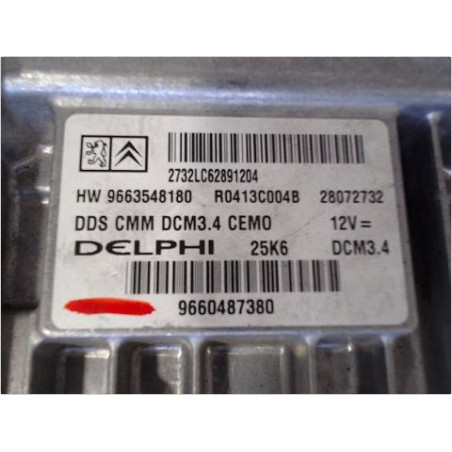 2732LC62891204
HW 9663548180 R0413C004B 28072732
DDS CMM DCM3.4 CEMO 12V=
DELPHI 25K6 DCM3.4
9660487380